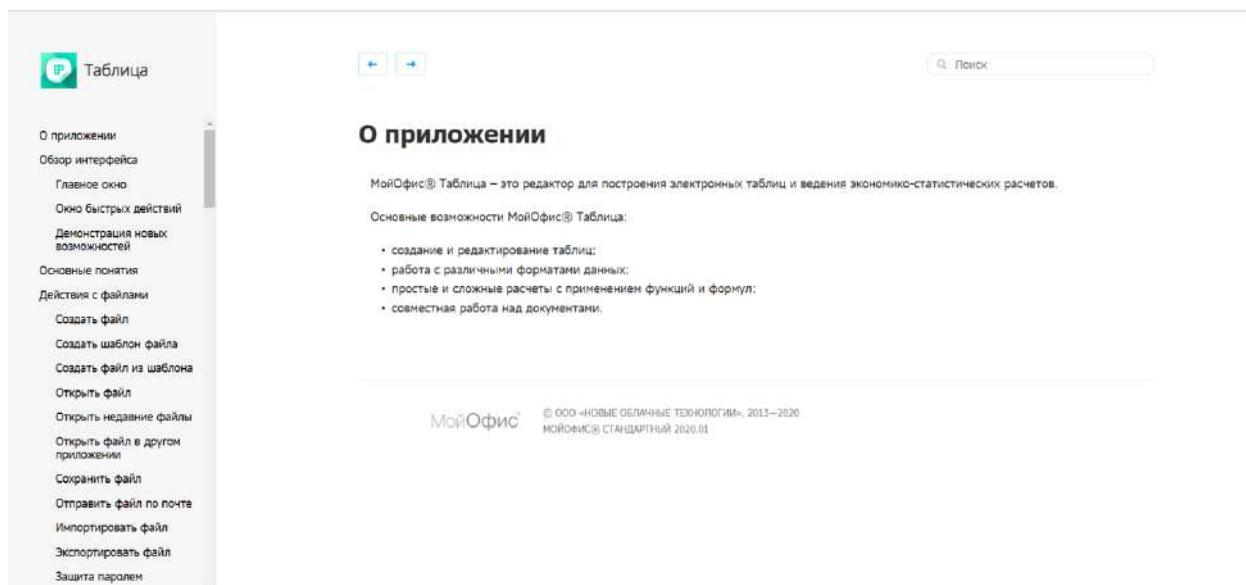 Таблица
О приложении
Обзор интерфейса
Главное окно
Окно быстрых действий
Демонстрация новых
возможностей
Основные понятия
Действия с файлами
Создать файл
Создать шаблон файла
Создать файл из шаблона
Открыть файл
Открыть недавние файлы
Открыть файл в другом
приложении
Сохранить файл
Отправить файл по почте
Импортировать файл
Экспортировать файл
Защита паролем
Поиск
О приложении
МойОфис® Таблица – это редактор для построения электронных таблиц и ведения экономико-статистических расчетов.
Основные возможности МойОфис® Таблица:
• создание и редактирование таблиц;
• работа с различными форматами данных;
• простые и сложные расчеты с применением функций и формул;
• совместная работа над документами.
МойОфис
© ООО «НОВЫЕ ОБЛАЧНЫЕ ТЕХНОЛОГИИ», 2013—2020
МОЙОФИС® СТАНДАРТНЫЙ 2020.01